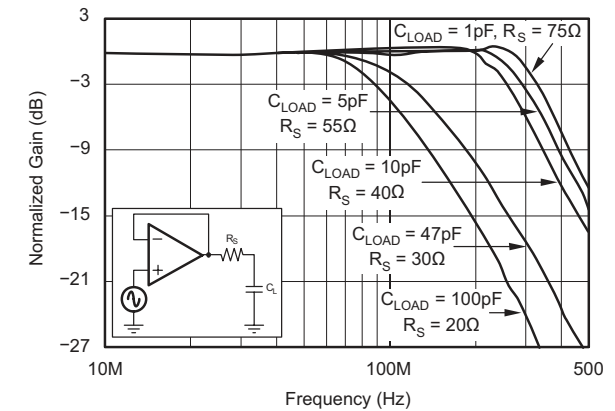 3
−3
−9
−15
−21
−27
Normalized Gain (dB)
C_LOAD = 1pF, R_S = 75Ω
C_LOAD = 5pF
R_S = 55Ω
C_LOAD = 10pF
R_S = 40Ω
C_LOAD = 47pF
R_S = 30Ω
C_LOAD = 100pF
R_S = 20Ω
−
+
R_S
C_L
10M
100M
500
Frequency (Hz)